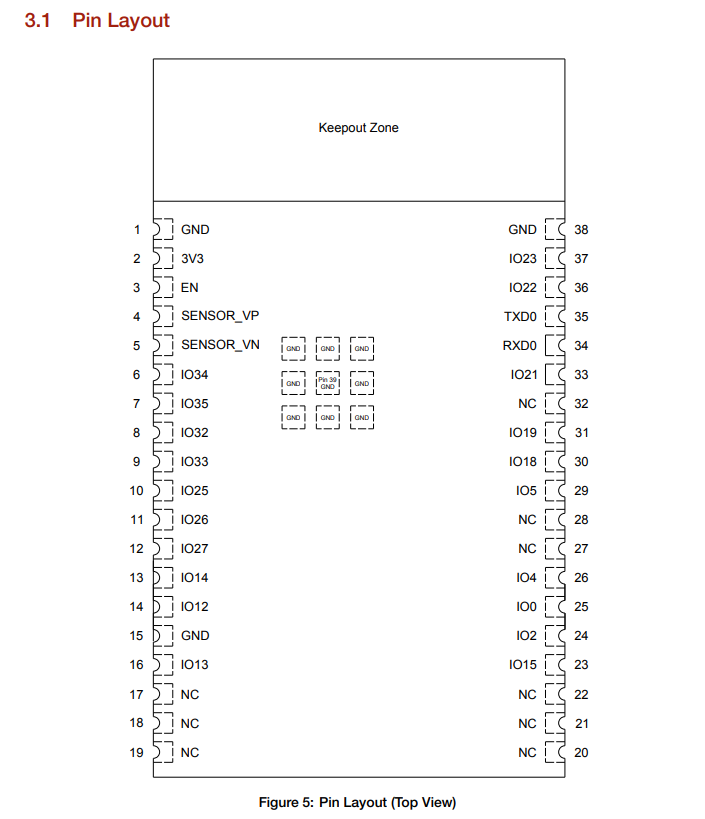 3.1 Pin Layout
Keepout Zone
1 GND GND 38
2 3V3 IO23 37
3 EN IO22 36
4 SENSOR_VP TXD0 35
5 SENSOR_VN GND GND GND RXD0 34
6 IO34 GND Pin 39 GND GND IO21 33
7 IO35 NC 32
GND GND GND
8 IO32 IO19 31
9 IO33 IO18 30
10 IO25 IO5 29
11 IO26 NC 28
12 IO27 NC 27
13 IO14 IO4 26
14 IO12 IO0 25
15 GND IO2 24
16 IO13 IO15 23
17 NC NC 22
18 NC NC 21
19 NC NC 20
Figure 5: Pin Layout (Top View)